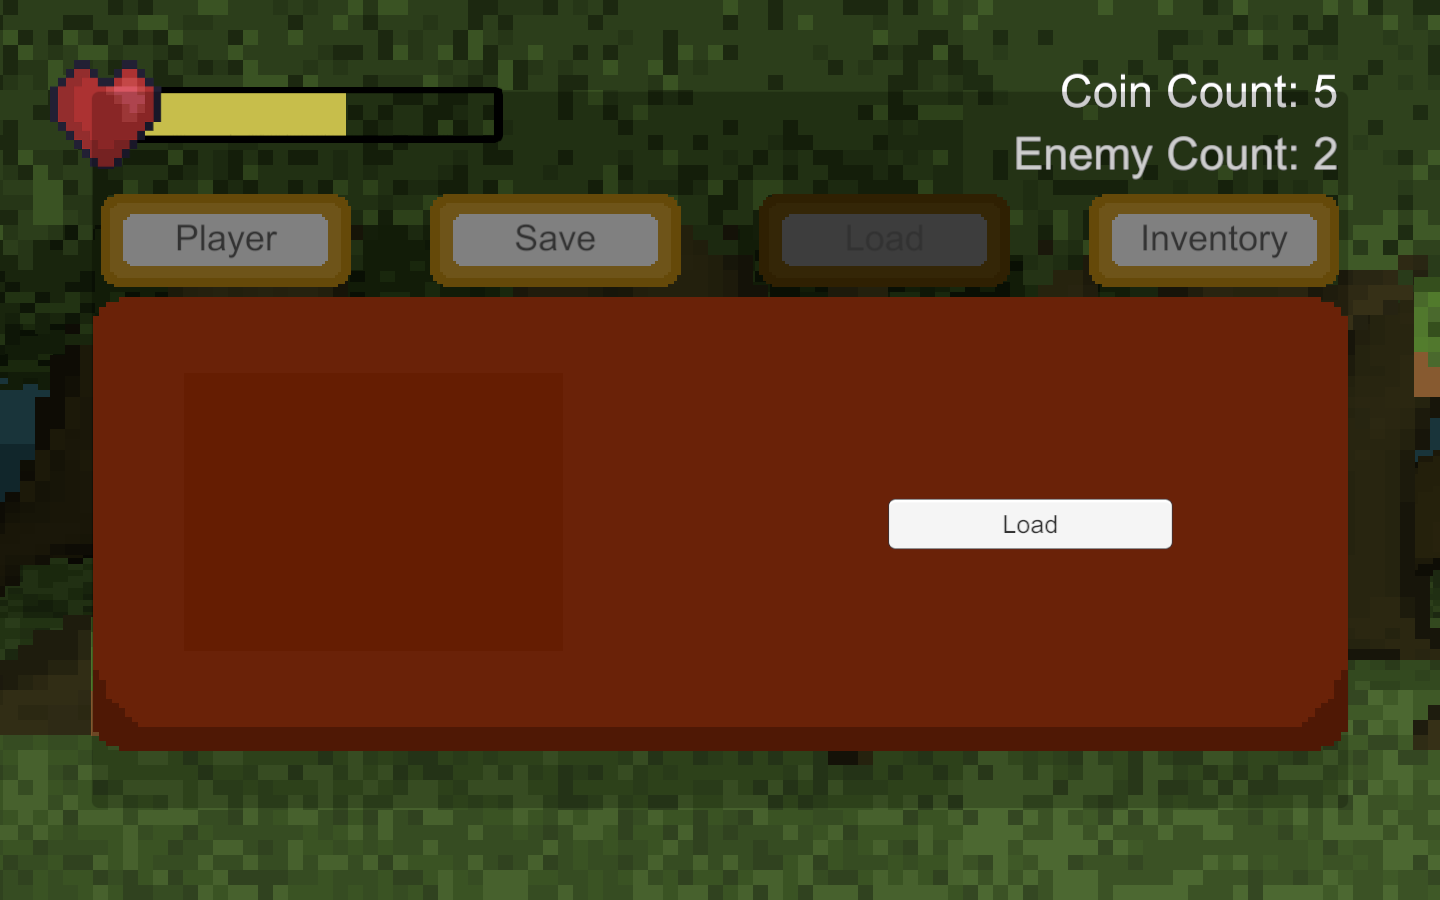 Coin Count: 5
Enemy Count: 2
Player
Save
Load
Inventory
Load